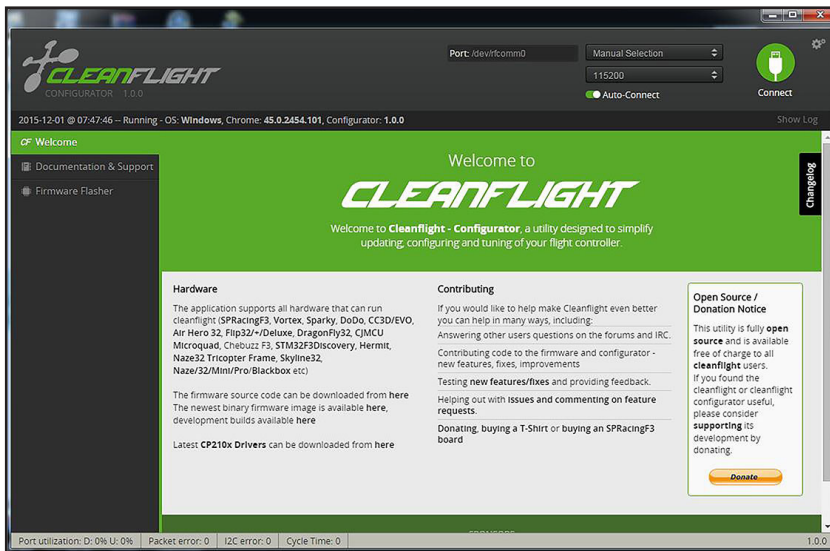 CLEANFLIGHT
CONFIGURATOR 1.0.0
Port: /dev/rfcomm0
Manual Selection
115200
Auto-Connect
Connect
2015-12-01 @ 07:47:46 -- Running - OS: Windows, Chrome: 45.0.2454.101, Configurator: 1.0.0
Show Log
CF Welcome
Documentation & Support
Firmware Flasher
Changelog
Welcome to
CLEANFLIGHT
Welcome to Cleanflight - Configurator, a utility designed to simplify
updating, configuring and tuning of your flight controller.
Hardware
The application supports all hardware that can run
cleanflight (SPRacingF3, Vortex, Sparky, DoDo, CC3D/EVO,
Air Hero 32, Flip32/+/Deluxe, DragonFly32, CJMCU
Microquad, Chebuzz F3, STM32F3Discovery, Hermit,
Naze32 Tricopter Frame, Skyline32,
Naze/32/Mini/Pro/Blackbox etc)
The firmware source code can be downloaded from here
The newest binary firmware image is available here,
development builds available here
Latest CP210x Drivers can be downloaded from here
Contributing
If you would like to help make Cleanflight even better
you can help in many ways, including:
Answering other users questions on the forums and IRC.
Contributing code to the firmware and configurator -
new features, fixes, improvements
Testing new features/fixes and providing feedback.
Helping out with issues and commenting on feature
requests.
Donating, buying a T-Shirt or buying an SPRacingF3
board
Open Source /
Donation Notice
This utility is fully open
source and is available
free of charge to all
cleanflight users.
If you found the
cleanflight or cleanflight
configurator useful,
please consider
supporting its
development by
donating.
Donate
Port utilization: D: 0% U: 0%
Packet error: 0
I2C error: 0
Cycle Time: 0
1.0.0